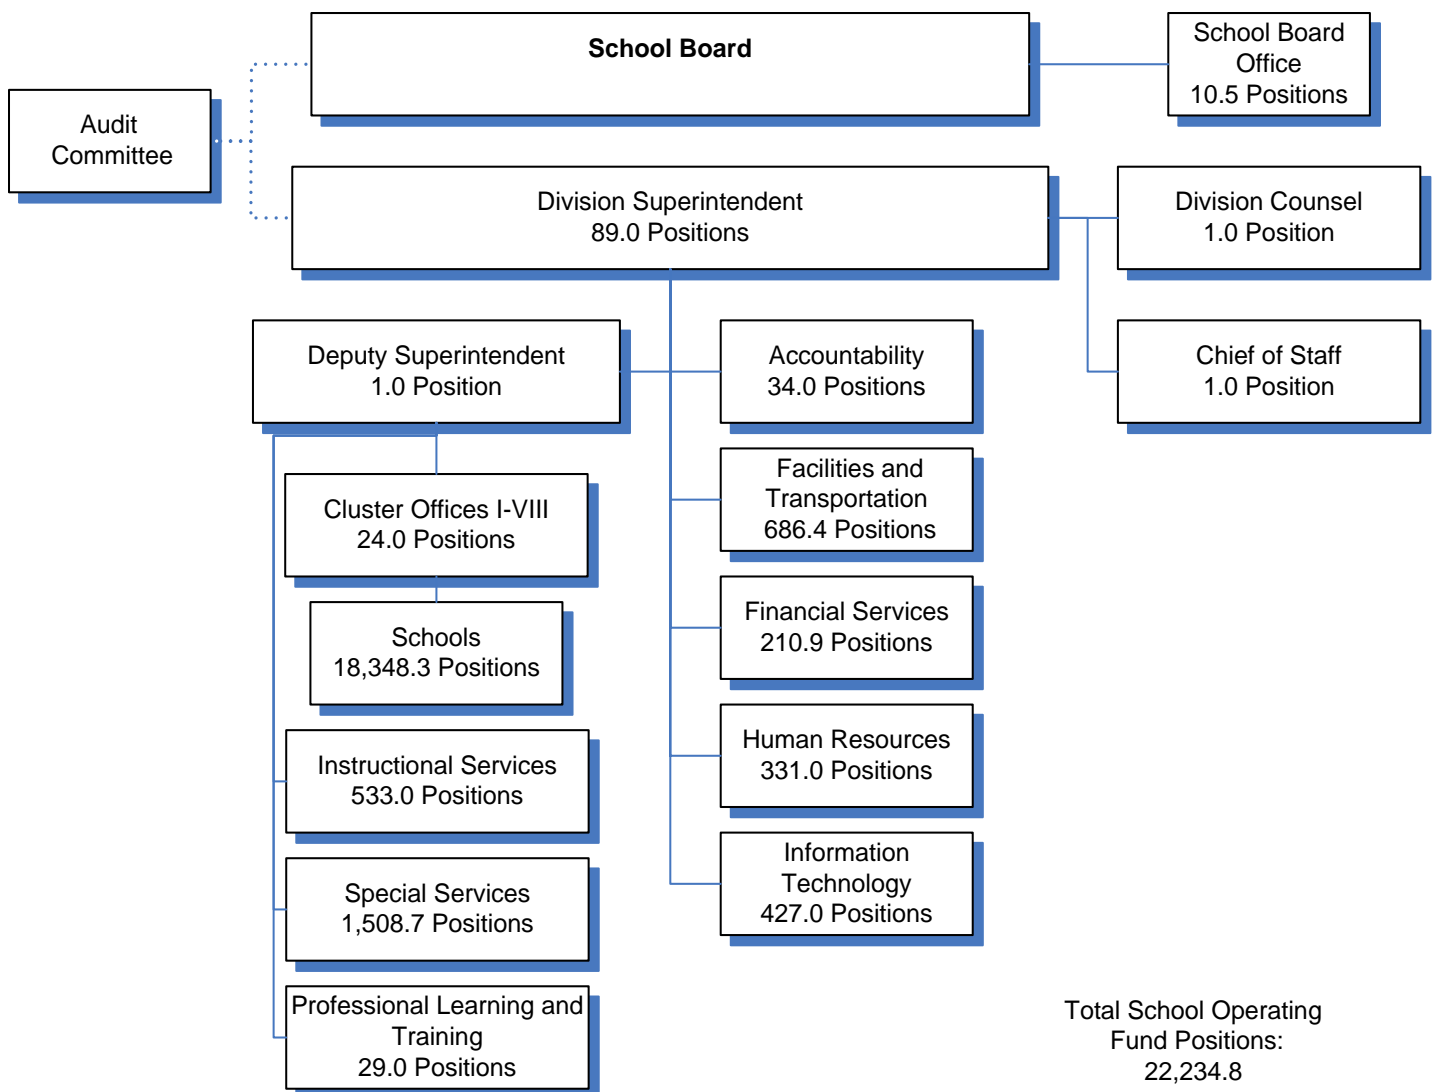 School Board
School Board
Office
10.5 Positions
Audit
Committee
Division Superintendent
89.0 Positions
Division Counsel
1.0 Position
Deputy Superintendent
1.0 Position
Accountability
34.0 Positions
Chief of Staff
1.0 Position
Cluster Offices I-VIII
24.0 Positions
Facilities and
Transportation
686.4 Positions
Schools
18,348.3 Positions
Financial Services
210.9 Positions
Instructional Services
533.0 Positions
Human Resources
331.0 Positions
Special Services
1,508.7 Positions
Information
Technology
427.0 Positions
Professional Learning and
Training
29.0 Positions
Total School Operating
Fund Positions:
22,234.8